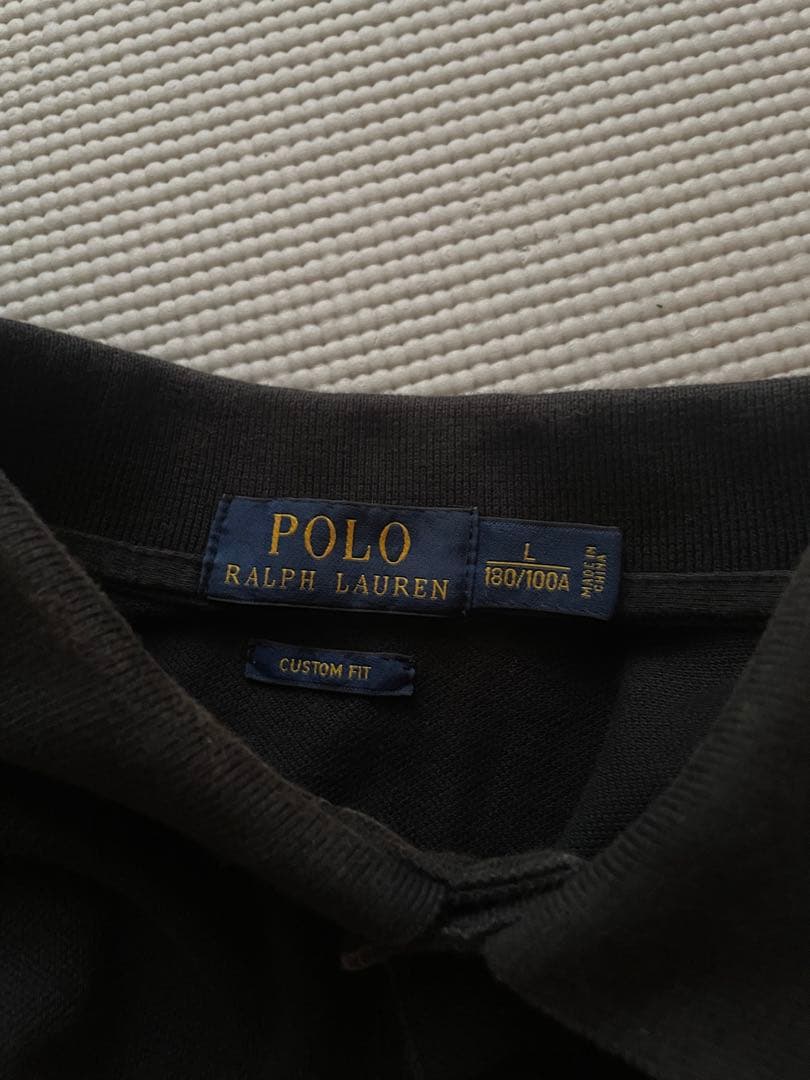 POLO
RALPH LAUREN
L
180/100A
MADE IN
CHINA
CUSTOM FIT